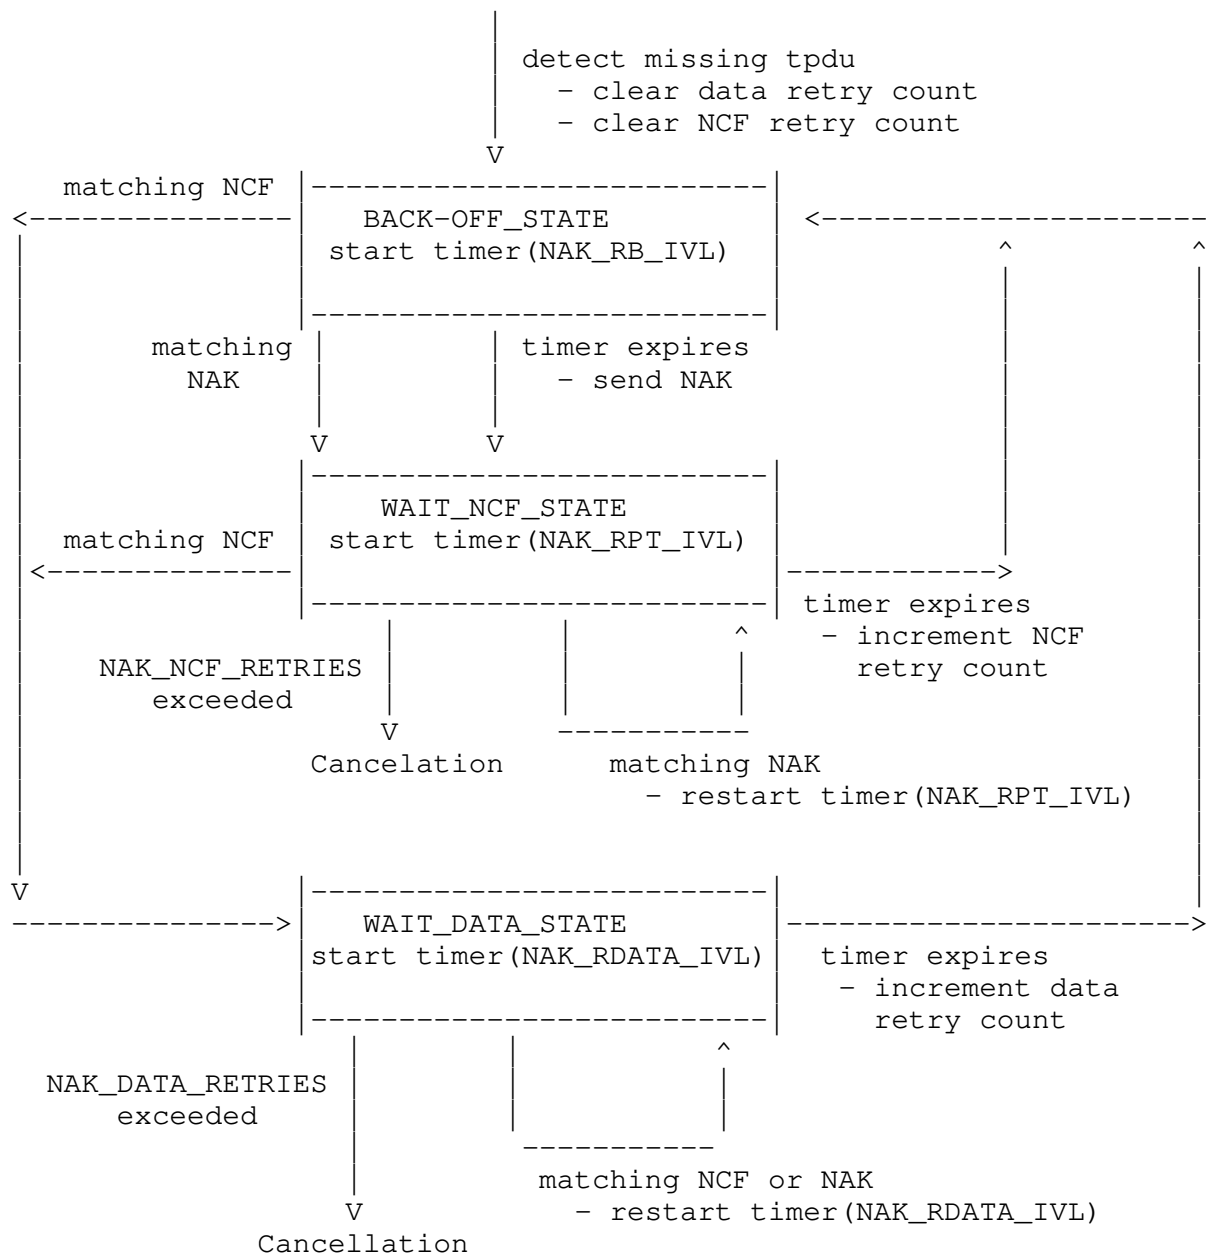 detect missing tpdu
- clear data retry count
- clear NCF retry count
matching NCF
BACK-OFF_STATE
start timer(NAK_RB_IVL)
matching
NAK
timer expires
- send NAK
WAIT_NCF_STATE
matching NCF
start timer(NAK_RPT_IVL)
timer expires
- increment NCF
retry count
NAK_NCF_RETRIES
exceeded
Cancelation
matching NAK
- restart timer(NAK_RPT_IVL)
WAIT_DATA_STATE
start timer(NAK_RDATA_IVL)
timer expires
- increment data
retry count
NAK_DATA_RETRIES
exceeded
matching NCF or NAK
- restart timer(NAK_RDATA_IVL)
Cancellation